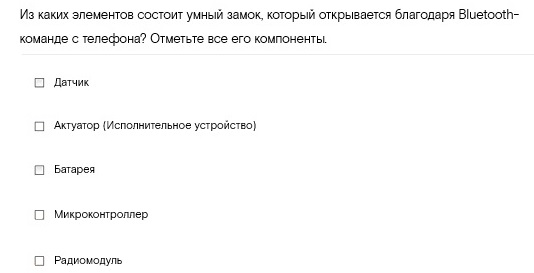 Из каких элементов состоит умный замок, который открывается благодаря Bluetooth-
команде с телефона? Отметьте все его компоненты.
Датчик
Актуатор (Исполнительное устройство)
Батарея
Микроконтроллер
Радиомодуль